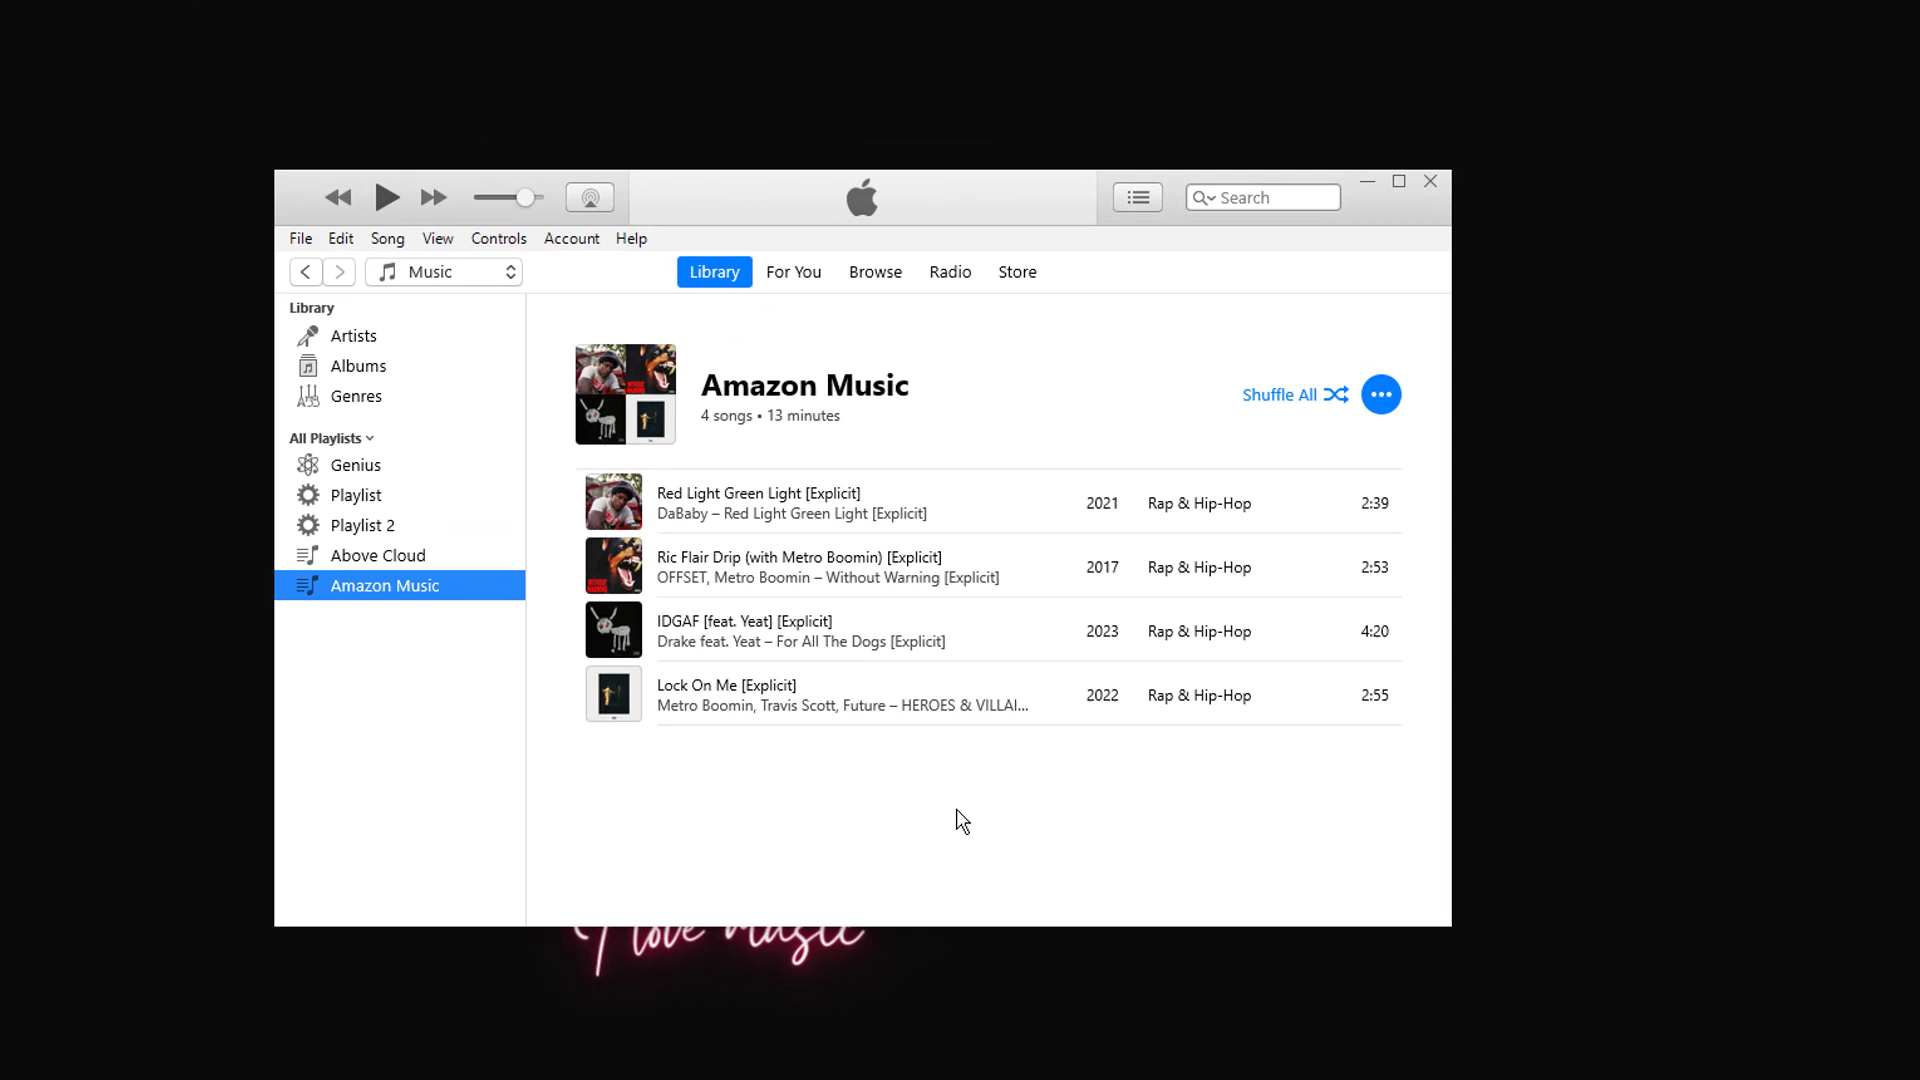 Search
File Edit Song View Controls Account Help
Music
Library For You Browse Radio Store
Library
Artists
Albums
Genres
All Playlists
Genius
Playlist
Playlist 2
Above Cloud
Amazon Music
Amazon Music
4 songs • 13 minutes
Shuffle All
Red Light Green Light [Explicit]
DaBaby – Red Light Green Light [Explicit]
2021 Rap & Hip-Hop 2:39
Ric Flair Drip (with Metro Boomin) [Explicit]
OFFSET, Metro Boomin – Without Warning [Explicit]
2017 Rap & Hip-Hop 2:53
IDGAF [feat. Yeat] [Explicit]
Drake feat. Yeat – For All The Dogs [Explicit]
2023 Rap & Hip-Hop 4:20
Lock On Me [Explicit]
Metro Boomin, Travis Scott, Future – HEROES & VILLAI...
2022 Rap & Hip-Hop 2:55
I love music